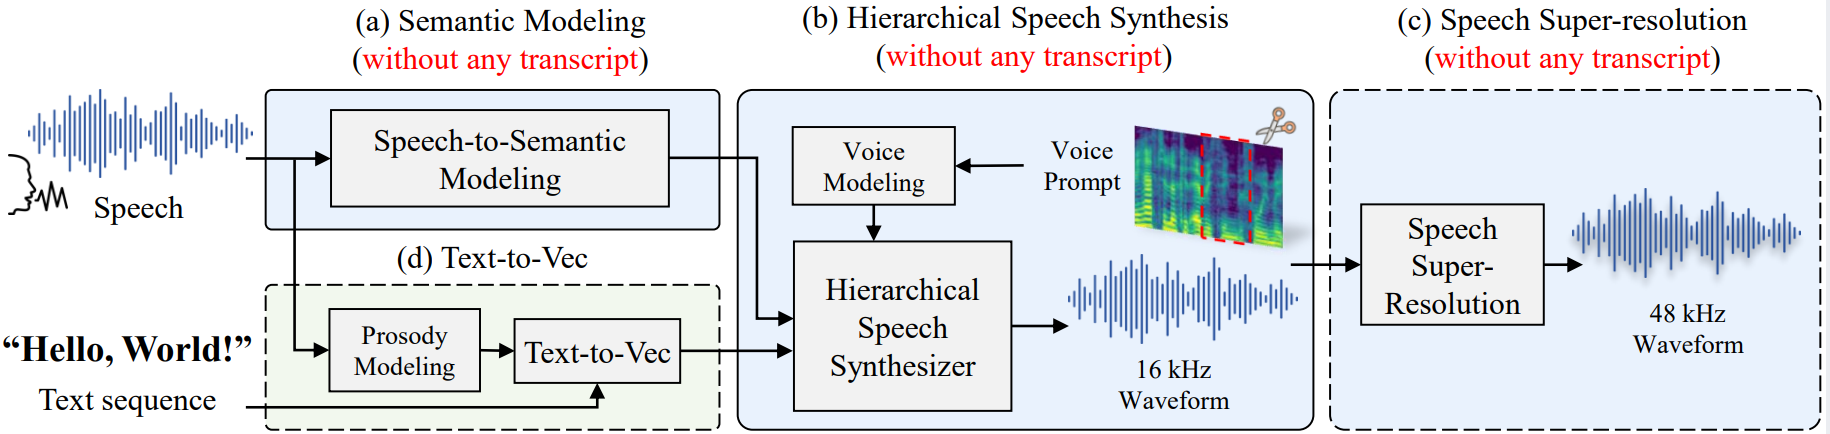 (a) Semantic Modeling
(without any transcript)
Speech
Speech-to-Semantic
Modeling
(d) Text-to-Vec
“Hello, World!”
Text sequence
Prosody
Modeling
Text-to-Vec
(b) Hierarchical Speech Synthesis
(without any transcript)
Voice
Modeling
Voice
Prompt
Hierarchical
Speech
Synthesizer
16 kHz
Waveform
(c) Speech Super-resolution
(without any transcript)
Speech
Super-
Resolution
48 kHz
Waveform